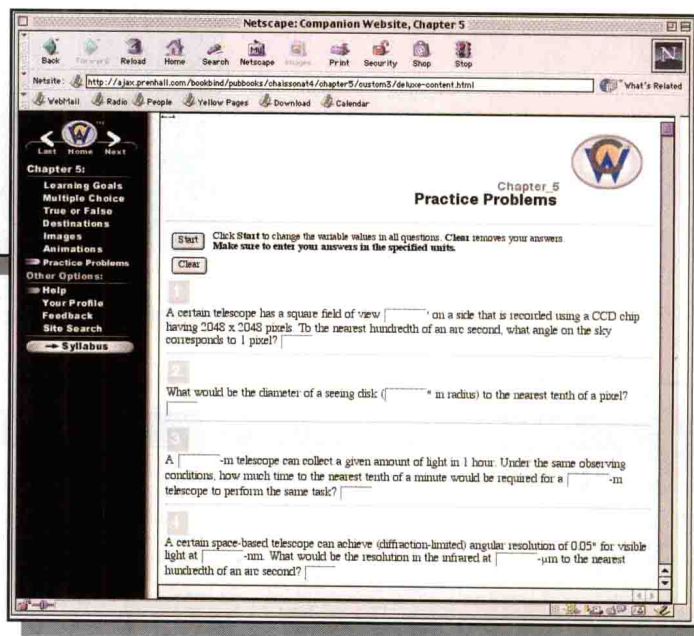 Netscape: Companion Website, Chapter 5
Back Forward Reload Home Search Netscape Images Print Security Shop Stop
N
Netsite: http://ajax.prenhall.com/bookbind/pubbooks/chaissonat4/chapter5/custom3/deluxe-content.html What's Related
WebMail Radio People Yellow Pages Download Calendar
Last Home Next
Chapter 5:
Learning Goals
Multiple Choice
True or False
Destinations
Images
Animations
Practice Problems
Other Options:
Help
Your Profile
Feedback
Site Search
→ Syllabus
CW
Chapter_5
Practice Problems
Start
Click Start to change the variable values in all questions. Clear removes your answers.
Make sure to enter your answers in the specified units.
Clear
1
A certain telescope has a square field of view ' on a side that is recorded using a CCD chip
having 2048 x 2048 pixels. To the nearest hundredth of an arc second, what angle on the sky
corresponds to 1 pixel?
2
What would be the diameter of a seeing disk ( " in radius) to the nearest tenth of a pixel?
3
A -m telescope can collect a given amount of light in 1 hour. Under the same observing
conditions, how much time to the nearest tenth of a minute would be required for a -m
telescope to perform the same task?
4
A certain space-based telescope can achieve (diffraction-limited) angular resolution of 0.05" for visible
light at -nm. What would be the resolution in the infrared at -µm to the nearest
hundredth of an arc second?